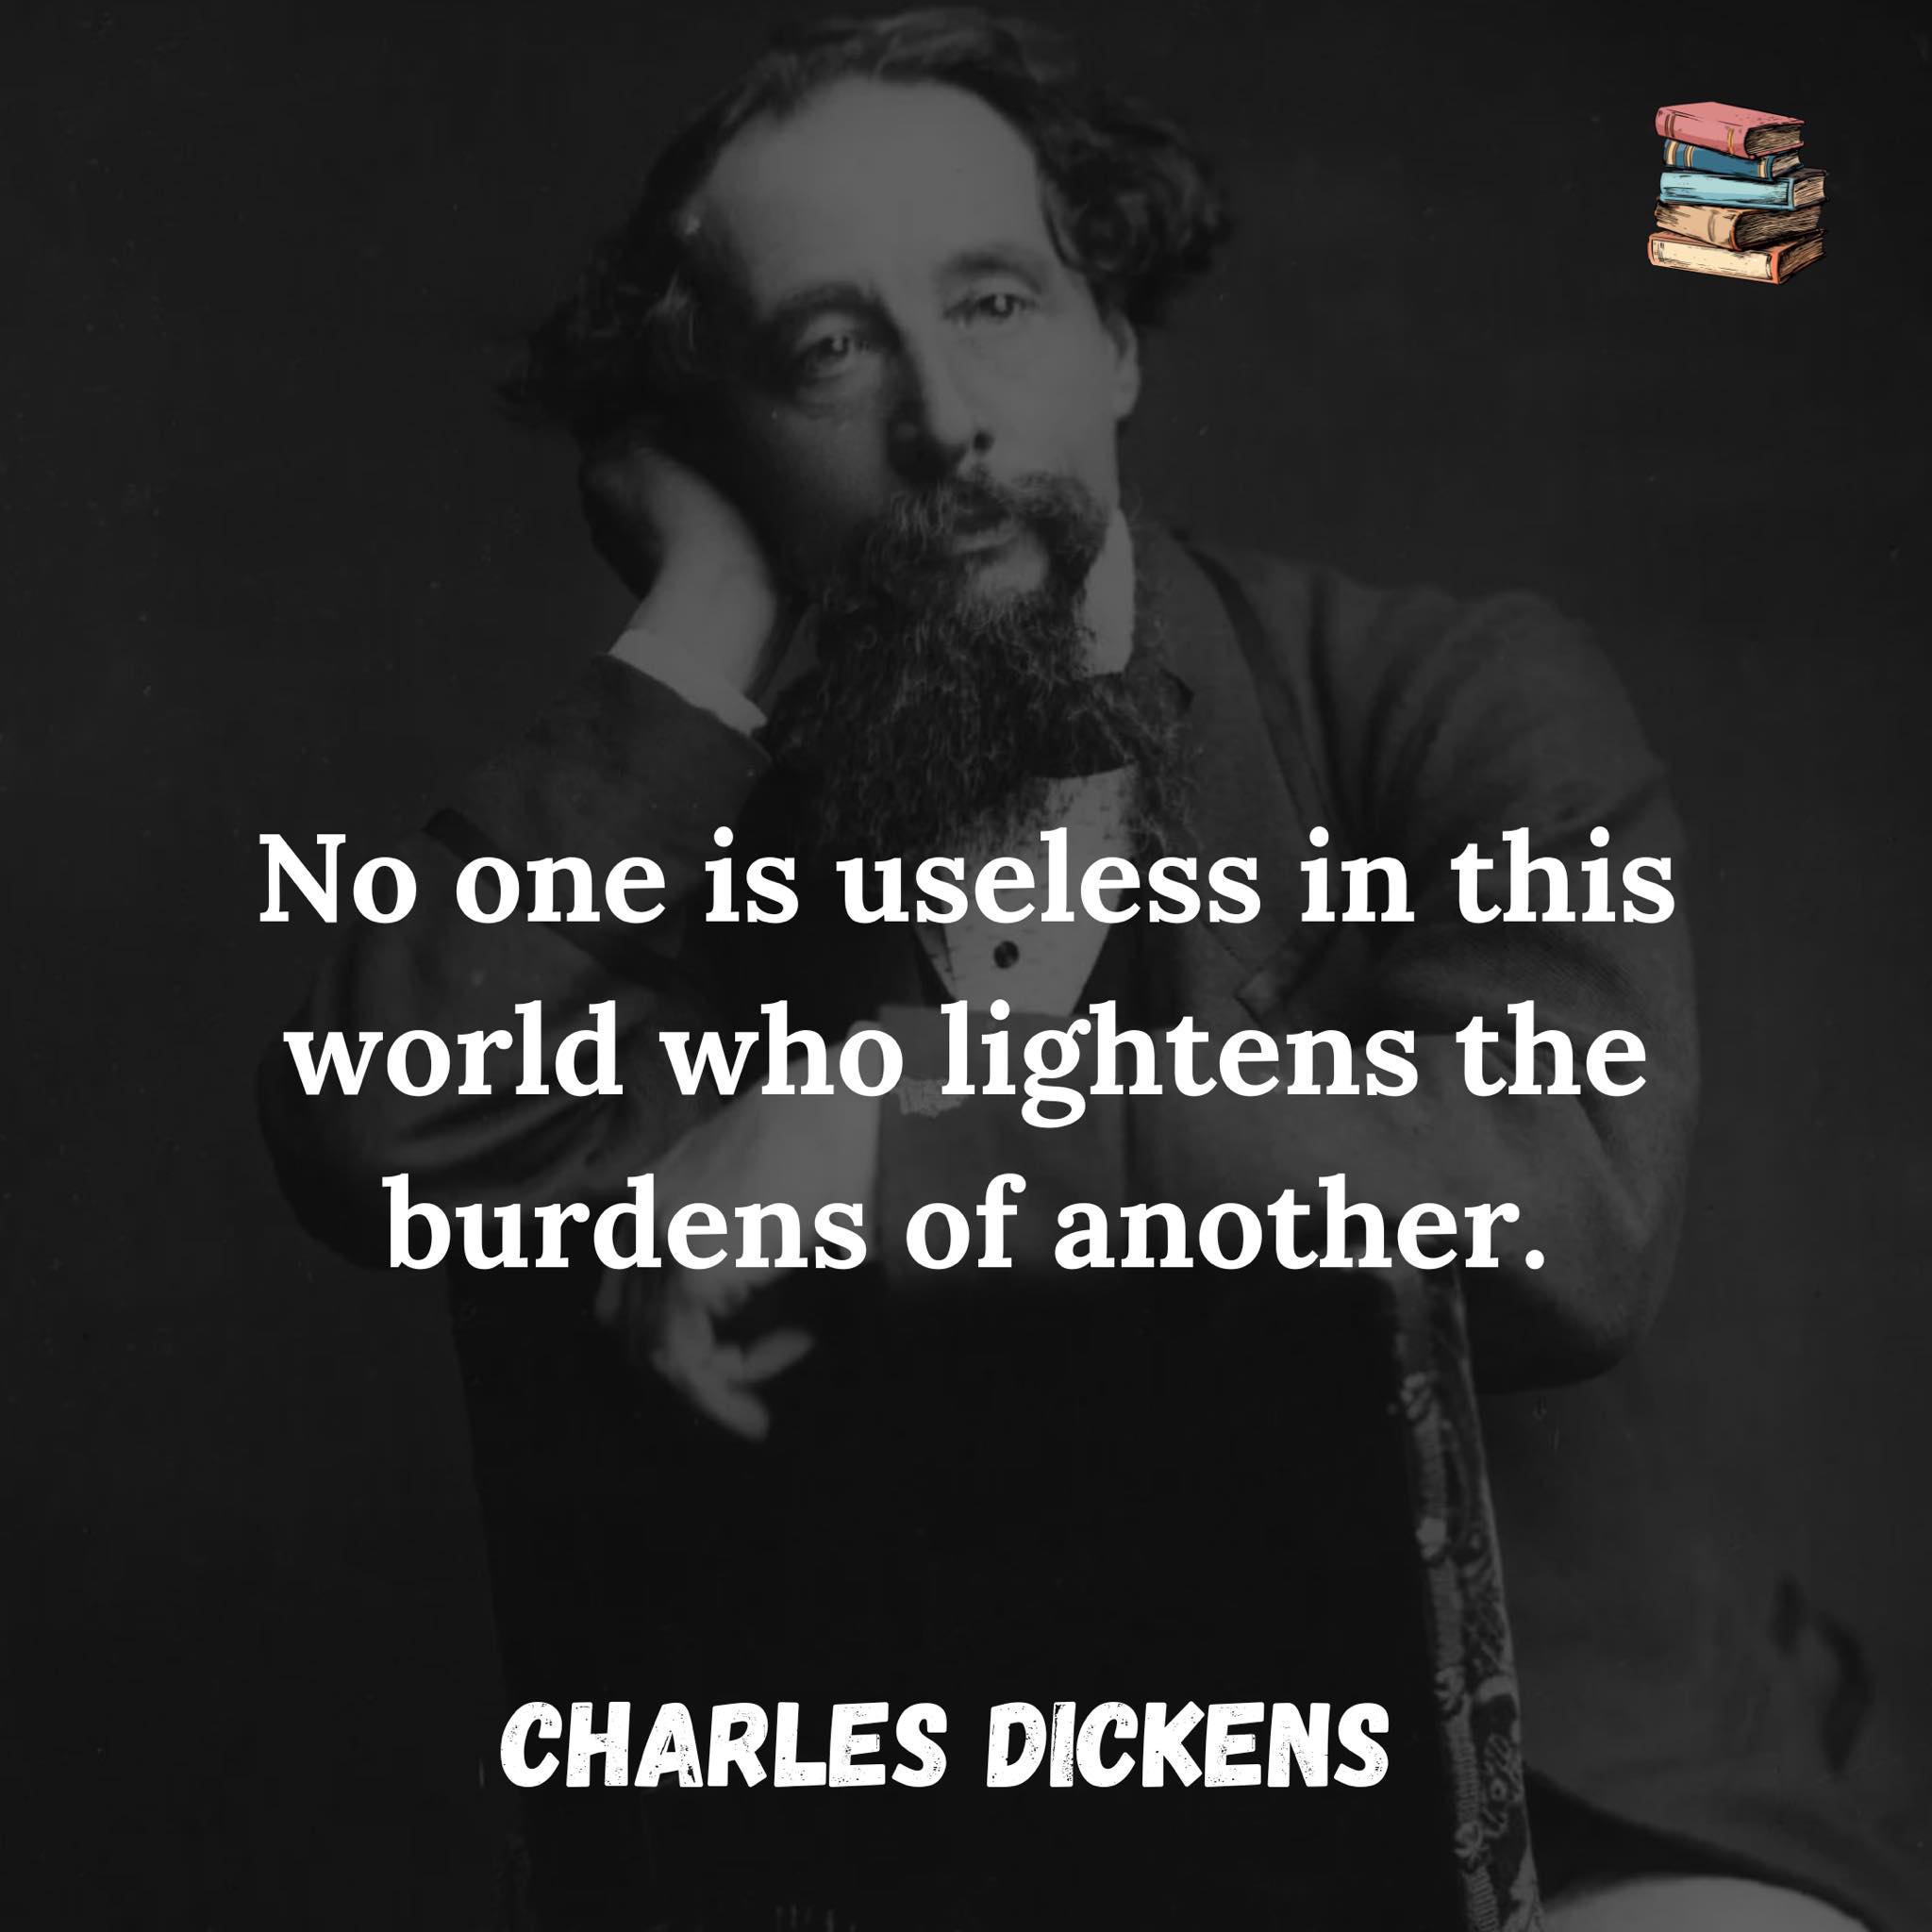 No one is useless in this
world who lightens the
burdens of another.
CHARLES DICKENS